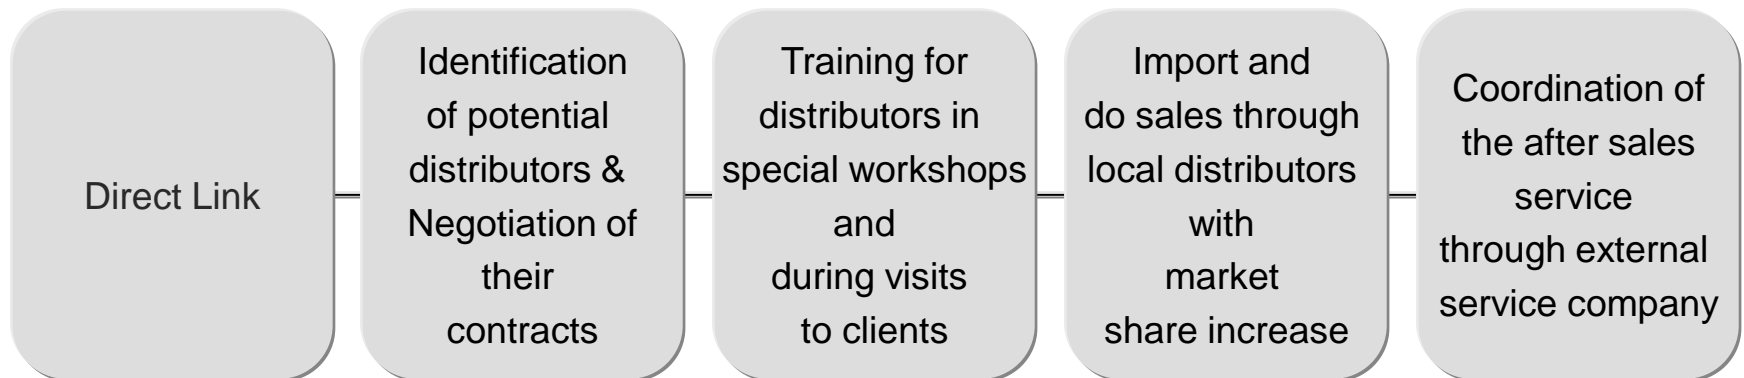 Direct Link
Identification
of potential
distributors &
Negotiation of
their
contracts
Training for
distributors in
special workshops
and
during visits
to clients
Import and
do sales through
local distributors
with
market
share increase
Coordination of
the after sales
service
through external
service company